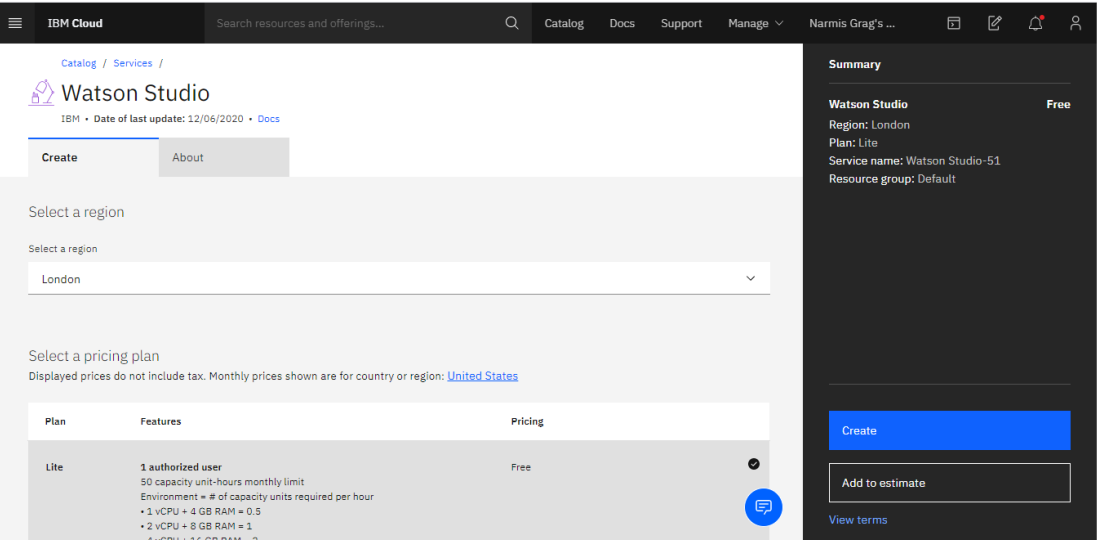 IBM Cloud
Search resources and offerings...
Catalog
Docs
Support
Manage
Narmis Grag's ...
Catalog / Services /
Watson Studio
IBM • Date of last update: 12/06/2020 • Docs
Create
About
Select a region
Select a region
London
Select a pricing plan
Displayed prices do not include tax. Monthly prices shown are for country or region: United States
Plan Features Pricing
Lite 1 authorized user Free
50 capacity unit-hours monthly limit
Environment = # of capacity units required per hour
• 1 vCPU + 4 GB RAM = 0.5
• 2 vCPU + 8 GB RAM = 1
Summary
Watson Studio Free
Region: London
Plan: Lite
Service name: Watson Studio-51
Resource group: Default
Create
Add to estimate
View terms